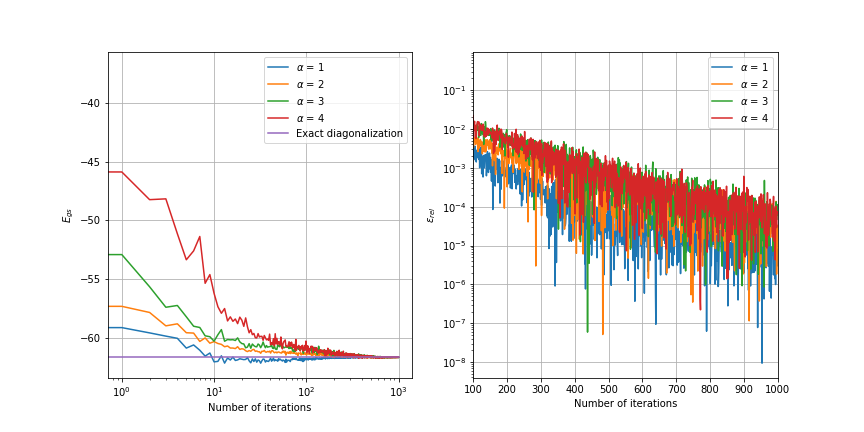 −40
−45
−50
−55
−60
E_gs
10^0
10^1
10^2
10^3
Number of iterations
α = 1
α = 2
α = 3
α = 4
Exact diagonalization
10^−1
10^−2
10^−3
10^−4
10^−5
10^−6
10^−7
10^−8
ε_rel
100 200 300 400 500 600 700 800 900 1000
Number of iterations
α = 1
α = 2
α = 3
α = 4